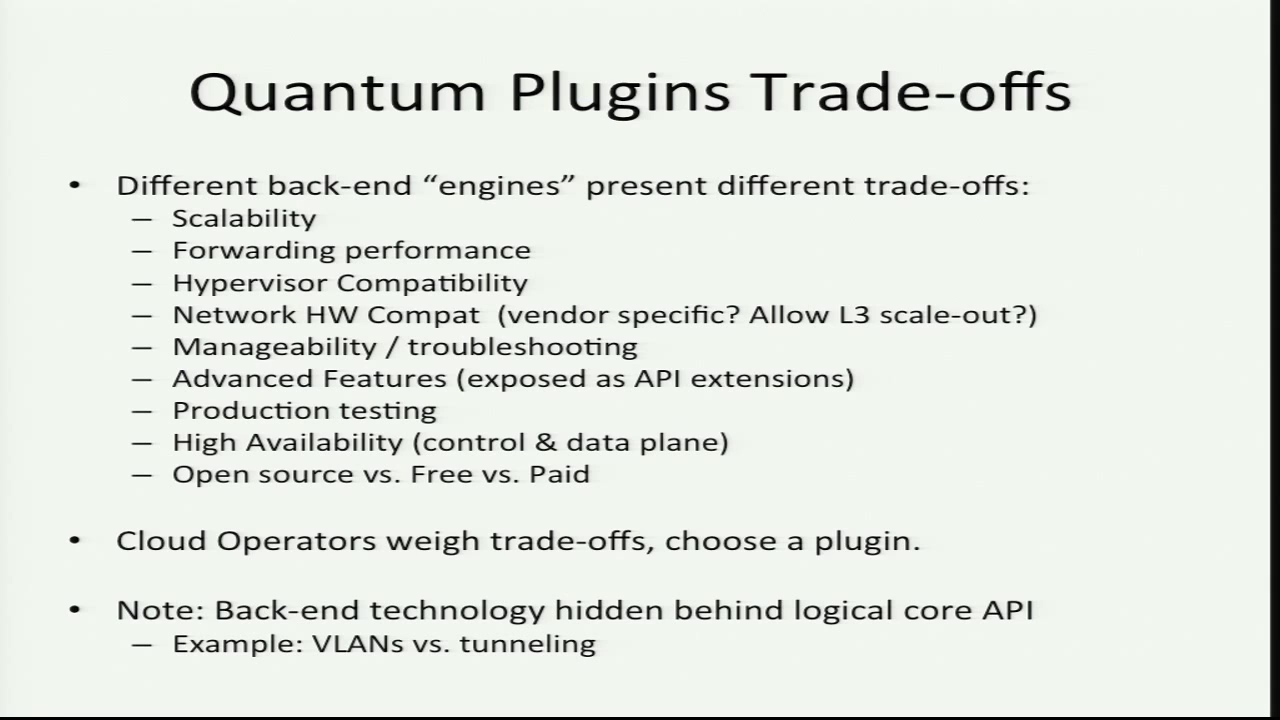 Quantum Plugins Trade-offs
• Different back-end “engines” present different trade-offs:
– Scalability
– Forwarding performance
– Hypervisor Compatibility
– Network HW Compat (vendor specific? Allow L3 scale-out?)
– Manageability / troubleshooting
– Advanced Features (exposed as API extensions)
– Production testing
– High Availability (control & data plane)
– Open source vs. Free vs. Paid
• Cloud Operators weigh trade-offs, choose a plugin.
• Note: Back-end technology hidden behind logical core API
– Example: VLANs vs. tunneling